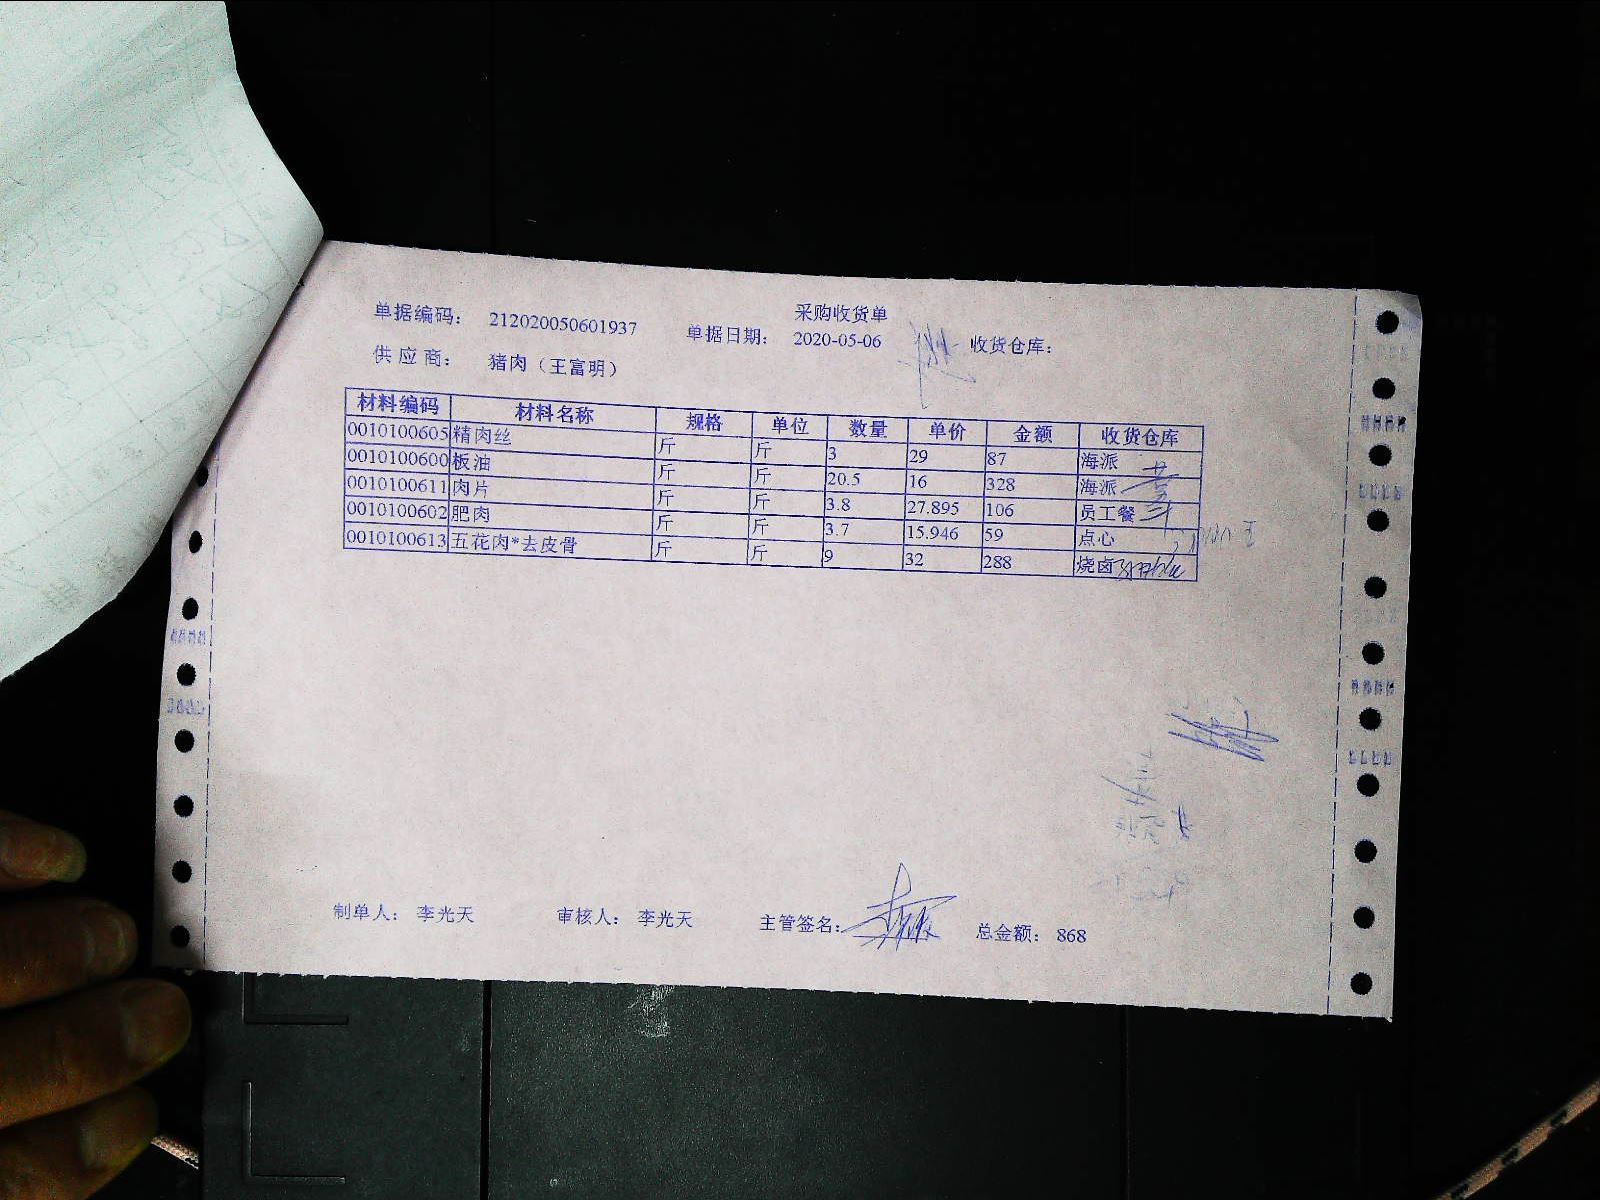 采购收货单
单据编码： 212020050601937 单据日期： 2020-05-06 收货仓库：
供 应 商： 猪肉（王富明）
材料编码 材料名称 规格 单位 数量 单价 金额 收货仓库
0010100605 精肉丝 斤 斤 3 29 87 海派
0010100600 板油 斤 斤 20.5 16 328 海派
0010100611 肉片 斤 斤 3.8 27.895 106 员工餐
0010100602 肥肉 斤 斤 3.7 15.946 59 点心
0010100613 五花肉*去皮骨 斤 斤 9 32 288 烧卤
制单人： 李光天 审核人： 李光天 主管签名： 总金额： 868